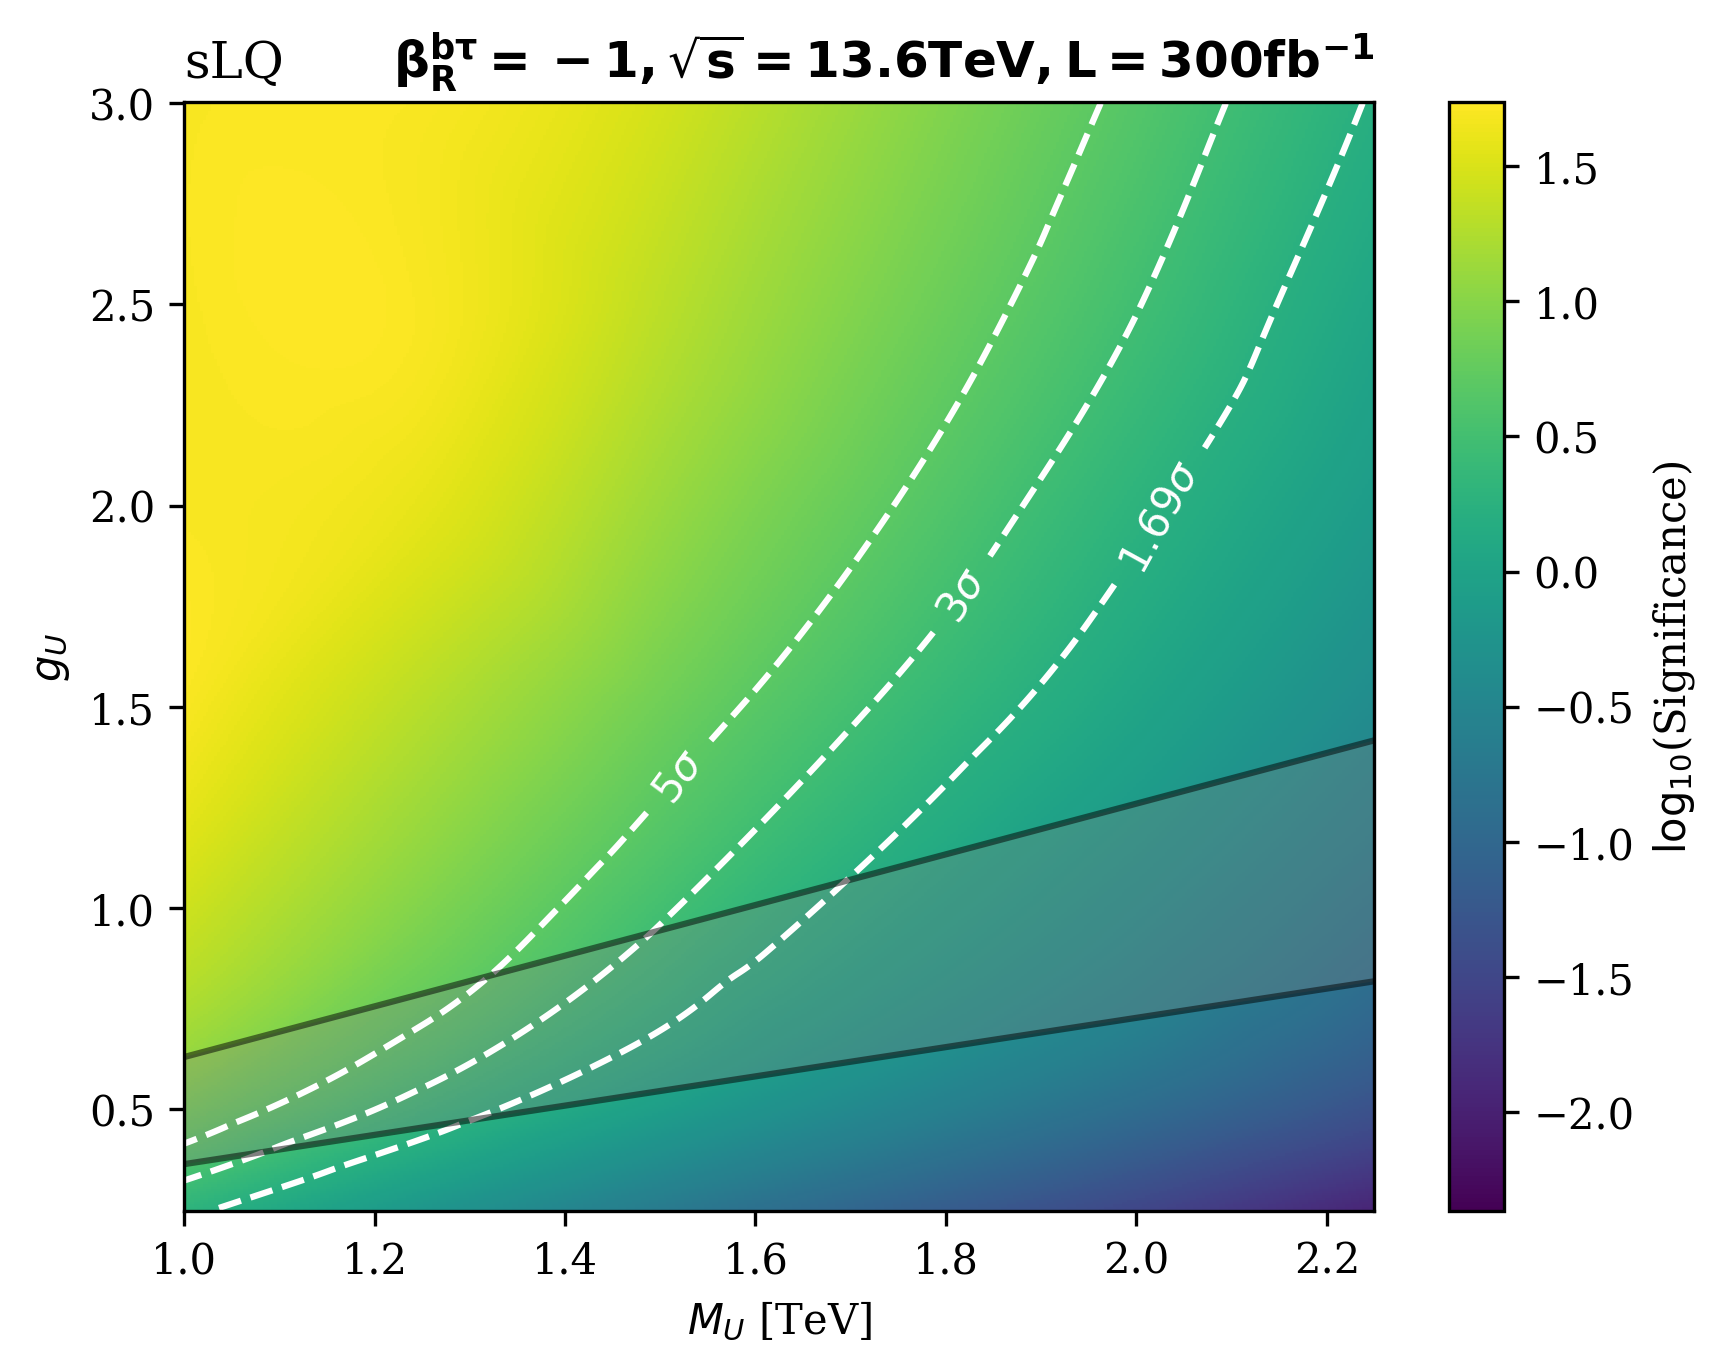 sLQ
β_R^{bτ} = −1, √s = 13.6TeV, L = 300fb⁻¹
3.0
2.5
2.0
1.5
1.0
0.5
g_U
5σ
3σ
1.69σ
1.0 1.2 1.4 1.6 1.8 2.0 2.2
M_U [TeV]
1.5
1.0
0.5
0.0
−0.5
−1.0
−1.5
−2.0
log₁₀(Significance)